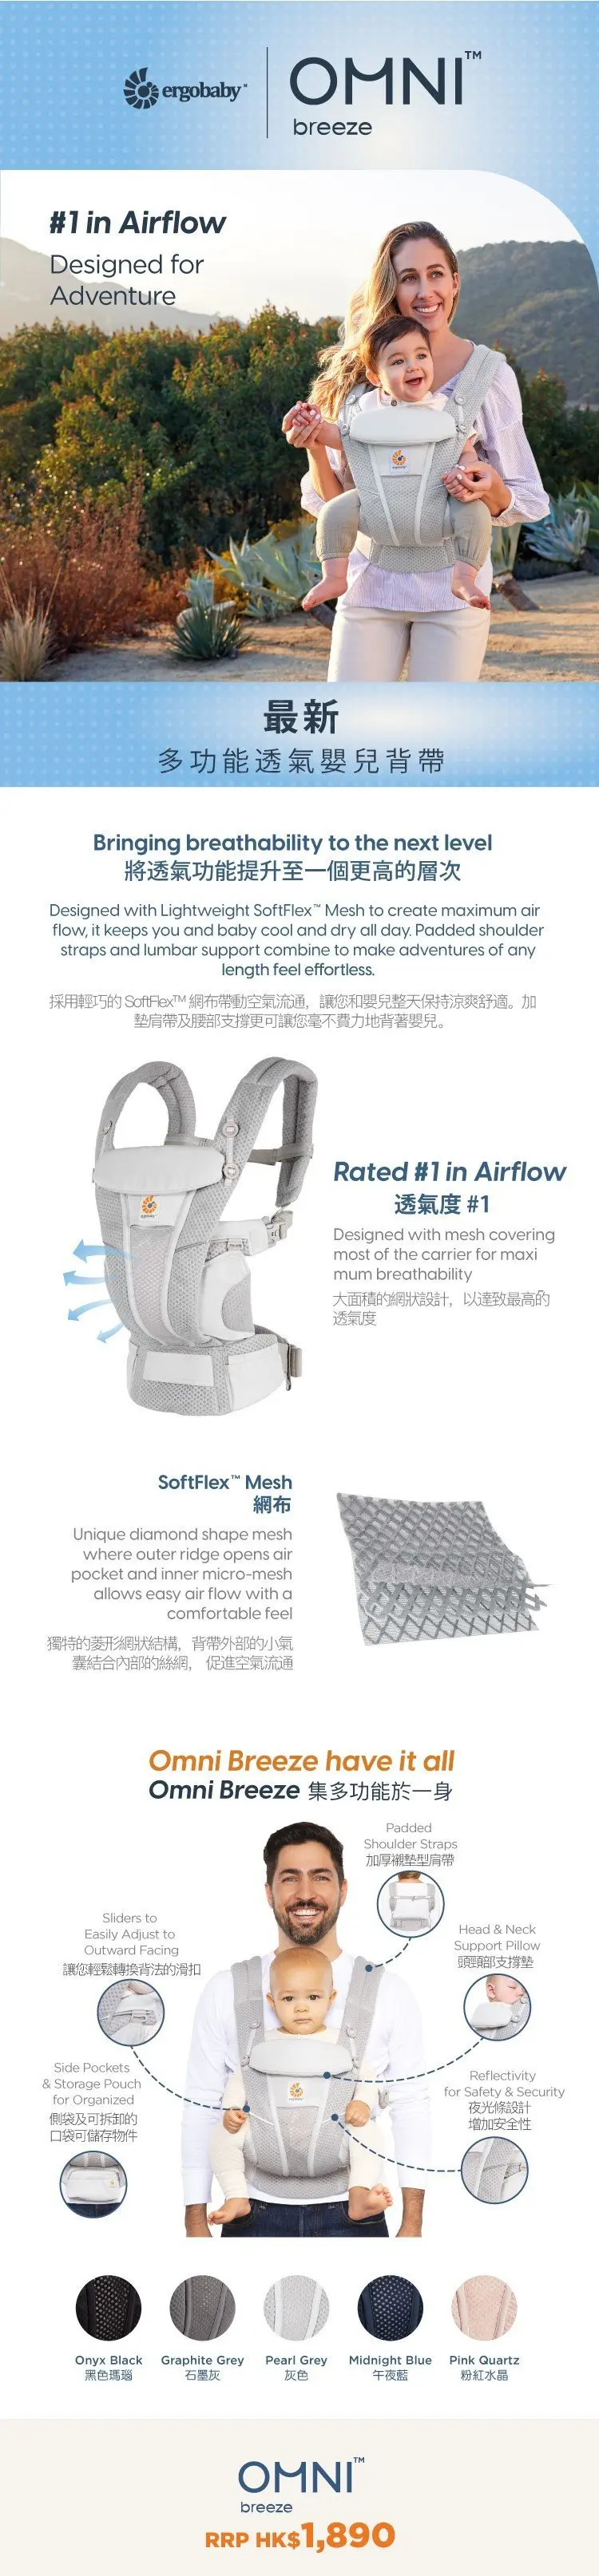 ergobaby™
OMNI™
breeze
#1 in Airflow
Designed for
Adventure
最新
多功能透氣嬰兒背帶
Bringing breathability to the next level
將透氣功能提升至一個更高的層次
Designed with Lightweight SoftFlex™ Mesh to create maximum air
flow, it keeps you and baby cool and dry all day. Padded shoulder
straps and lumbar support combine to make adventures of any
length feel effortless.
採用輕巧的 SoftFlex™ 網布帶動空氣流通，讓您和嬰兒整天保持涼爽舒適。加
墊肩帶及腰部支撐更可讓您毫不費力地背著嬰兒。
Rated #1 in Airflow
透氣度 #1
Designed with mesh covering
most of the carrier for maxi
mum breathability
大面積的網狀設計，以達致最高的
透氣度
SoftFlex™ Mesh
網布
Unique diamond shape mesh
where outer ridge opens air
pocket and inner micro-mesh
allows easy air flow with a
comfortable feel
獨特的菱形網狀結構，背帶外部的小氣
囊結合內部的絲網，促進空氣流通
Omni Breeze have it all
Omni Breeze 集多功能於一身
Padded
Shoulder Straps
加厚襯墊型肩帶
Sliders to
Easily Adjust to
Outward Facing
讓您輕鬆轉換背法的滑扣
Head & Neck
Support Pillow
頭頸部支撐墊
Side Pockets
& Storage Pouch
for Organized
側袋及可拆卸的
口袋可儲存物件
Reflectivity
for Safety & Security
夜光條設計
增加安全性
Onyx Black
黑色瑪瑙
Graphite Grey
石墨灰
Pearl Grey
灰色
Midnight Blue
午夜藍
Pink Quartz
粉紅水晶
OMNI™
breeze
RRP HK$1,890